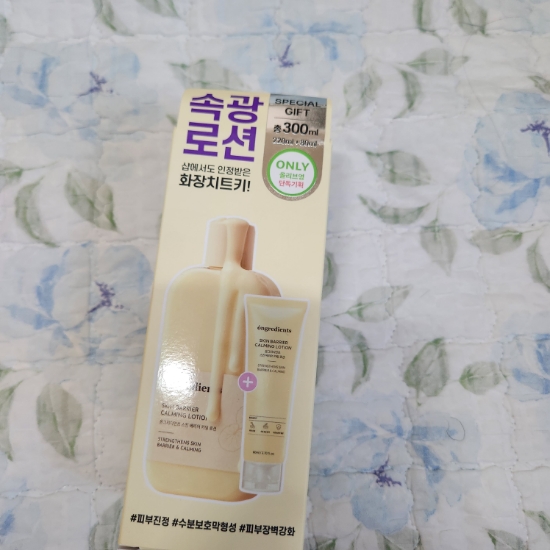 속광
로션
샵에서도 인정받은
화장치트키!
SPECIAL
GIFT
총 300ml
220ml + 80ml
ONLY
올리브영
단독기획
SKIN BARRIER
CALMING LOTION
STRENGTHENING SKIN
BARRIER & CALMING
+
éngredients
SKIN BARRIER
CALMING LOTION
#피부진정 #수분보호막형성 #피부장벽강화